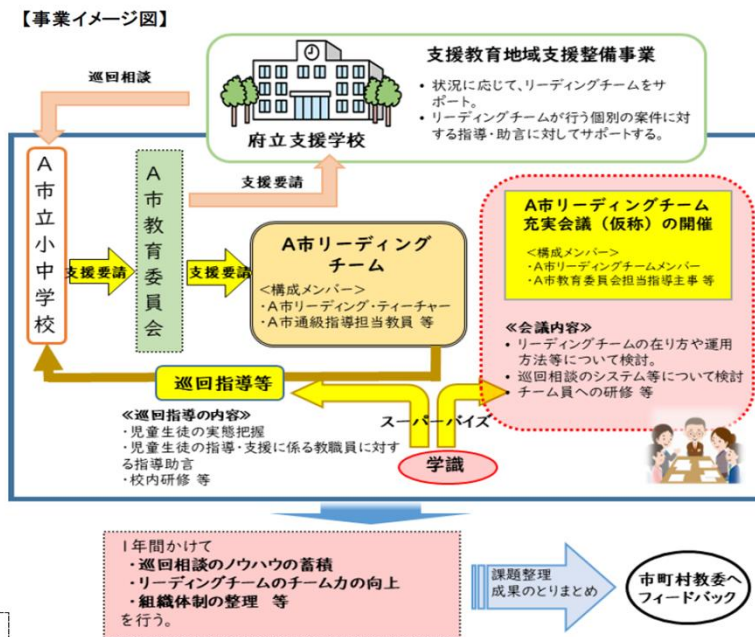 【事業イメージ図】
支援教育地域支援整備事業
• 状況に応じて、リーディングチームをサ
ポート。
• リーディングチームが行う個別の案件に対
する指導・助言に対してサポートする。
府立支援学校
巡回相談
支援要請
A市立小中学校
支援要請
A市教育委員会
支援要請
A市リーディング
チーム
＜構成メンバー＞
・A市リーディング・ティーチャー
・A市通級指導担当教員 等
A市リーディングチーム
充実会議（仮称）の開催
＜構成メンバー＞
・A市リーディングチームメンバー
・A市教育委員会担当指導主事 等
≪会議内容≫
• リーディングチームの在り方や運用
方法等について検討。
• 巡回相談のシステム等について検討
• チーム員への研修 等
巡回指導等
≪巡回指導の内容≫
・児童生徒の実態把握
・児童生徒の指導・支援に係る教職員に対す
る指導助言
・校内研修 等
スーパーバイズ
学識
1年間かけて
・巡回相談のノウハウの蓄積
・リーディングチームのチーム力の向上
・組織体制の整理 等
を行う。
課題整理
成果のとりまとめ
市町村教委へ
フィードバック